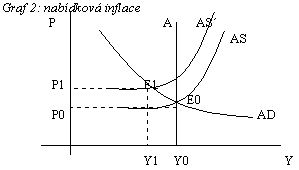 Graf 2: nabídková inflace
P A AS'
AS
P1 E1
P0 E0
AD
Y1 Y0 Y